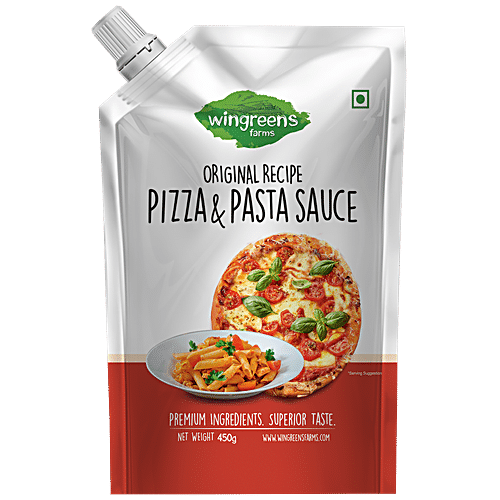 wingreens
farms
ORIGINAL RECIPE
PIZZA & PASTA SAUCE
*Serving Suggestion
PREMIUM INGREDIENTS. SUPERIOR TASTE.
NET WEIGHT 450g WWW.WINGREENSFARMS.COM